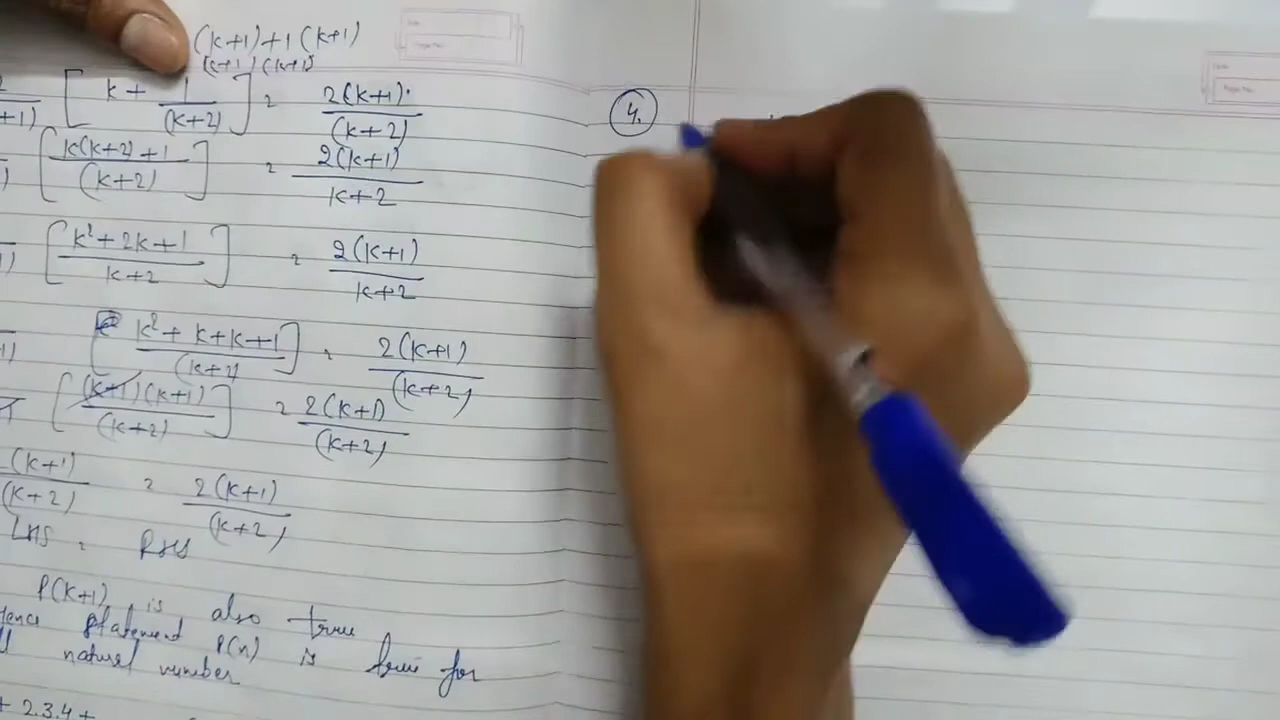 (k+1)+1(k+1)
(k+1) (k+1)
+1) [k + 1/(k+2)] = 2(k+1)/(k+2)
[k(k+2)+1/(k+2)] = 2(k+1)/k+2
[k²+2k+1/k+2] = 2(k+1)/k+2
[k²+k+k+1/(k+2)] = 2(k+1)/(k+2)
[(k+1)(k+1)/(k+2)] = 2(k+1)/(k+2)
(k+1)/(k+2) = 2(k+1)/(k+2)
LHS = RHS
P(k+1) is also true
Hence statement P(n) is true for
natural number
+ 2.3.4 +
4.